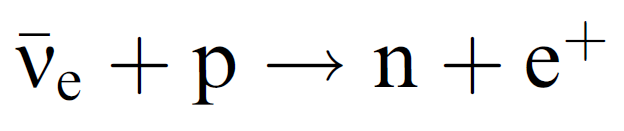 ν̄ₑ + p → n + e⁺